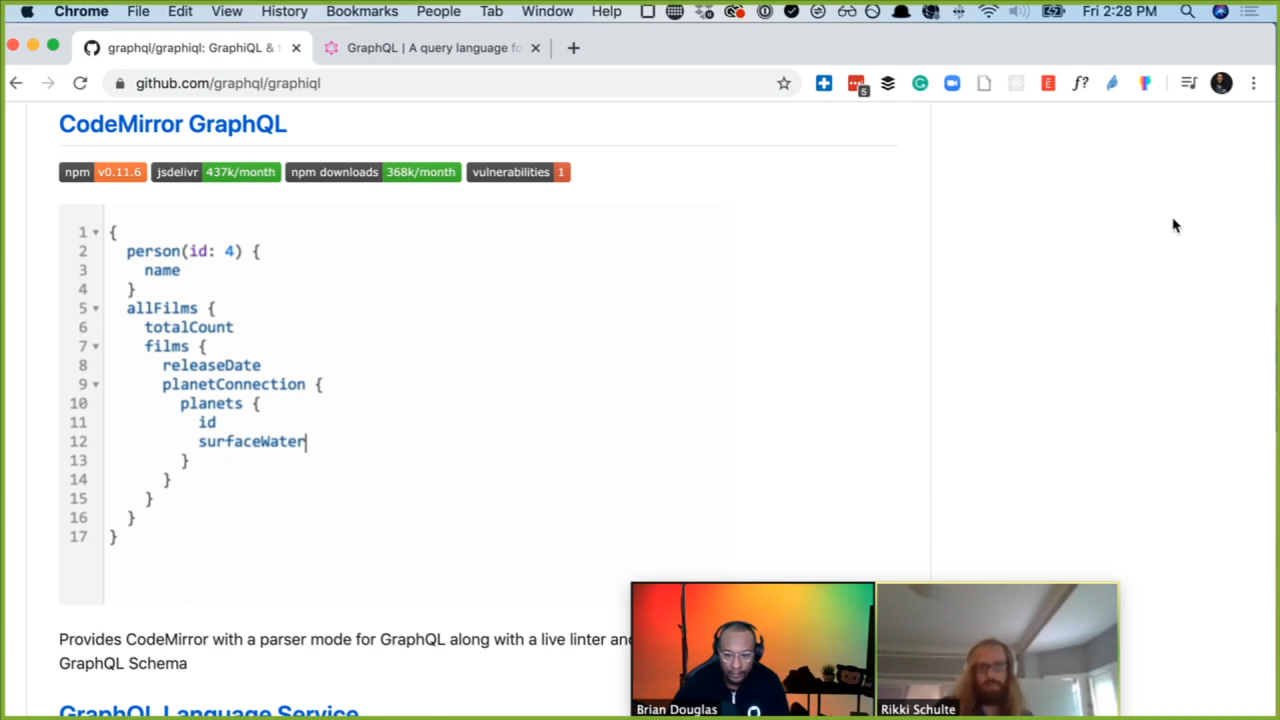 Chrome File Edit View History Bookmarks People Tab Window Help Fri 2:28 PM
graphql/graphiql: GraphiQL & t GraphQL | A query language fo
github.com/graphql/graphiql 5 f?
CodeMirror GraphQL
npm v0.11.6 jsdelivr 437k/month npm downloads 368k/month vulnerabilities 1
1 {
2 person(id: 4) {
3 name
4 }
5 allFilms {
6 totalCount
7 films {
8 releaseDate
9 planetConnection {
10 planets {
11 id
12 surfaceWater
13 }
14 }
15 }
16 }
17 }
Provides CodeMirror with a parser mode for GraphQL along with a live linter and
GraphQL Schema
GraphQL Language Service
Brian Douglas
Rikki Schulte